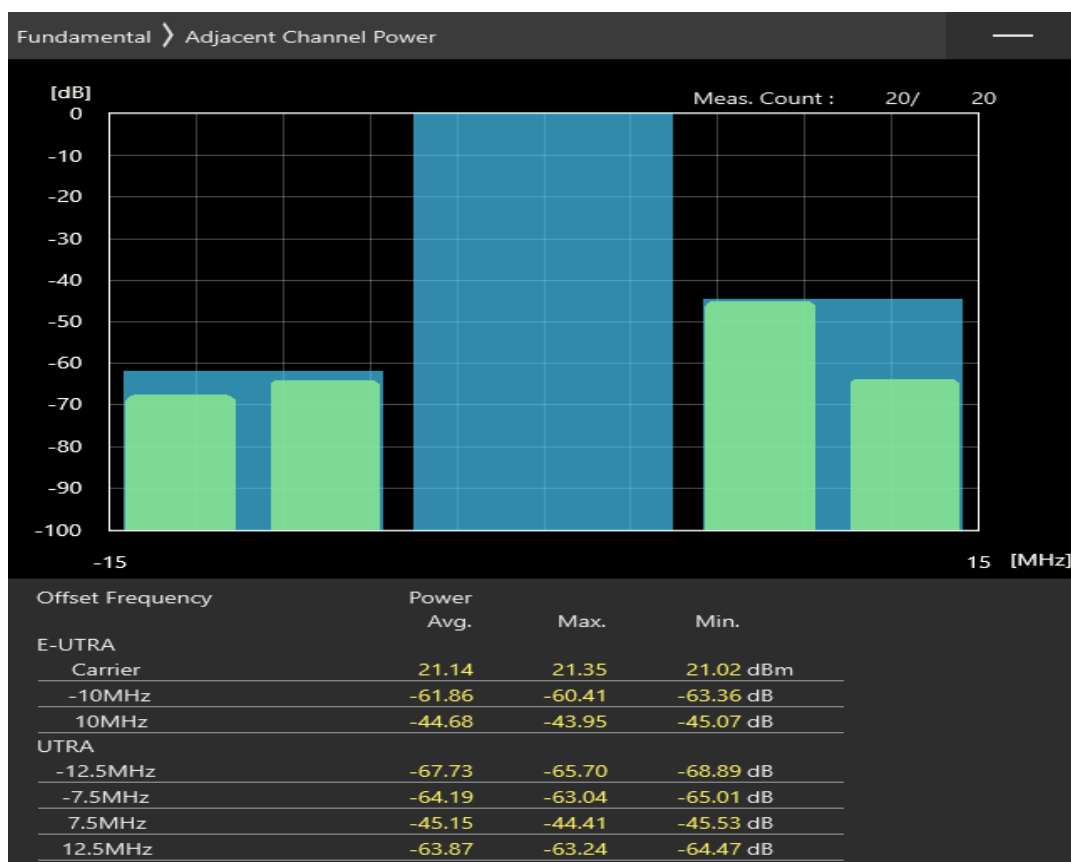 Fundamental 〉 Adjacent Channel Power
[dB]
Meas. Count : 20/ 20
0
-10
-20
-30
-40
-50
-60
-70
-80
-90
-100
-15 15 [MHz]
Offset Frequency Power
Avg. Max. Min.
E-UTRA
Carrier 21.14 21.35 21.02 dBm
-10MHz -61.86 -60.41 -63.36 dB
10MHz -44.68 -43.95 -45.07 dB
UTRA
-12.5MHz -67.73 -65.70 -68.89 dB
-7.5MHz -64.19 -63.04 -65.01 dB
7.5MHz -45.15 -44.41 -45.53 dB
12.5MHz -63.87 -63.24 -64.47 dB